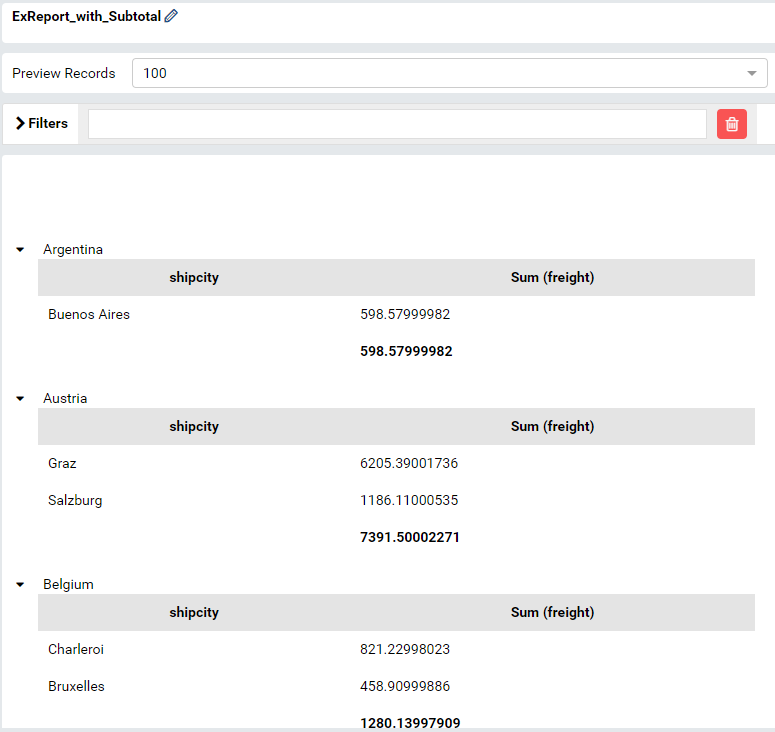 ExReport_with_Subtotal
Preview Records 100
Filters
Argentina
shipcity Sum (freight)
Buenos Aires 598.57999982
598.57999982
Austria
shipcity Sum (freight)
Graz 6205.39001736
Salzburg 1186.11000535
7391.50002271
Belgium
shipcity Sum (freight)
Charleroi 821.22998023
Bruxelles 458.90999886
1280.13997909